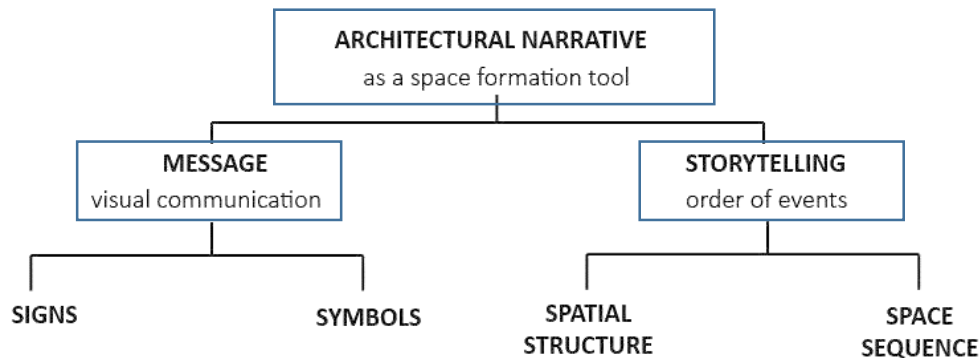 ARCHITECTURAL NARRATIVE
as a space formation tool
MESSAGE
visual communication
STORYTELLING
order of events
SIGNS
SYMBOLS
SPATIAL
STRUCTURE
SPACE
SEQUENCE